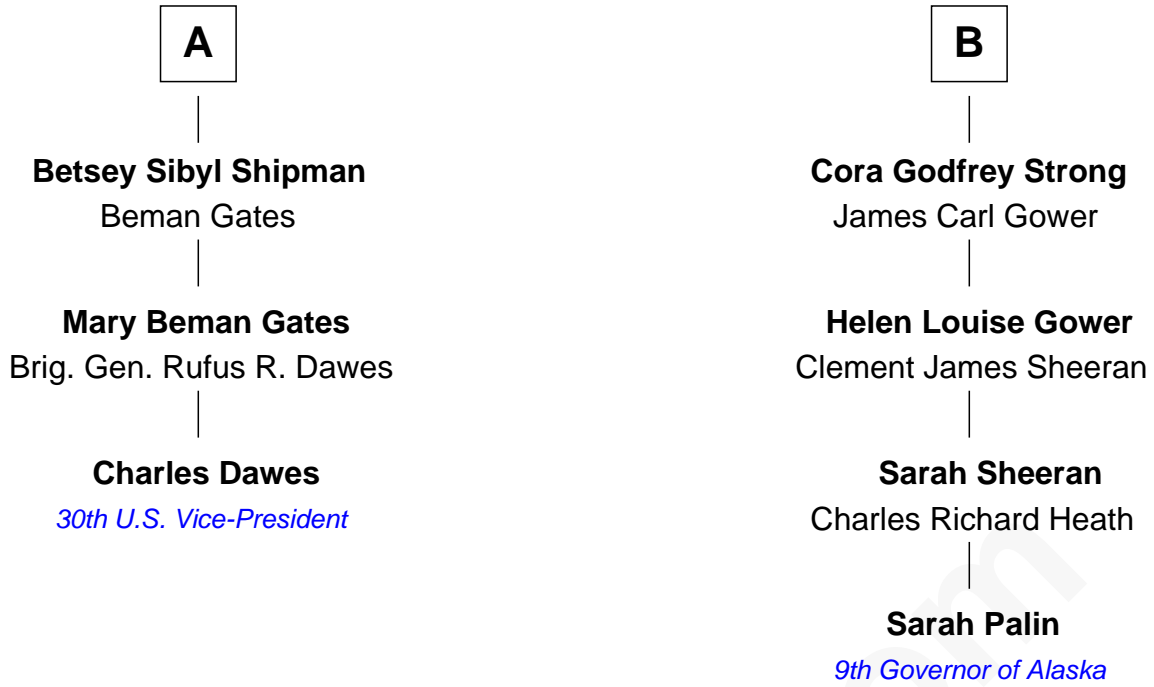 A
Betsey Sibyl Shipman
Beman Gates
Mary Beman Gates
Brig. Gen. Rufus R. Dawes
Charles Dawes
30th U.S. Vice-President
B
Cora Godfrey Strong
James Carl Gower
Helen Louise Gower
Clement James Sheeran
Sarah Sheeran
Charles Richard Heath
Sarah Palin
9th Governor of Alaska